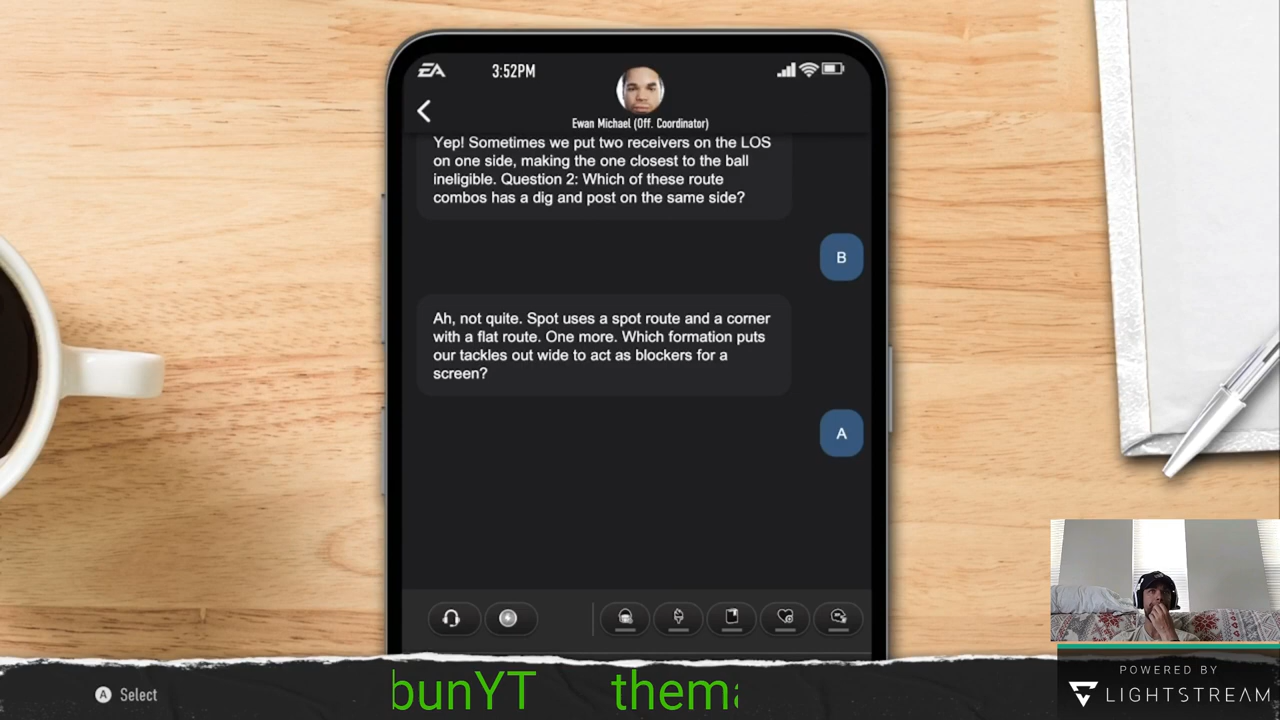 EA
3:52PM
Ewan Michael (Off. Coordinator)
Yep! Sometimes we put two receivers on the LOS
on one side, making the one closest to the ball
ineligible. Question 2: Which of these route
combos has a dig and post on the same side?
B
Ah, not quite. Spot uses a spot route and a corner
with a flat route. One more. Which formation puts
our tackles out wide to act as blockers for a
screen?
A
A Select
bunYT thema
POWERED BY
LIGHTSTREAM